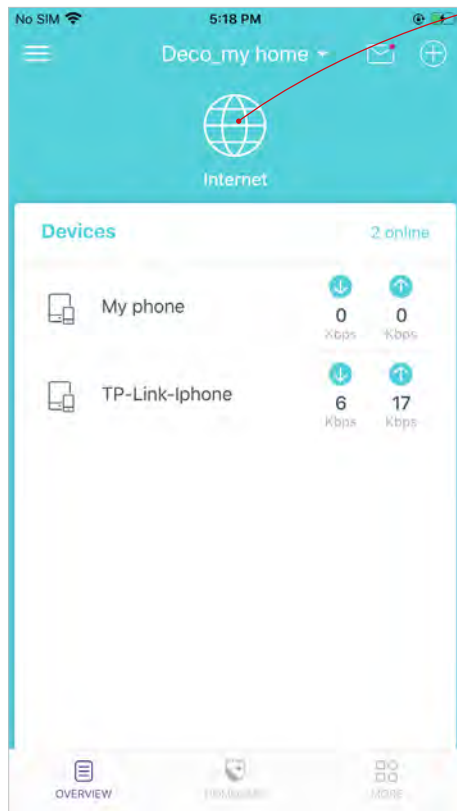 No SIM 5:18 PM
Deco_my home
Internet
Devices 2 online
My phone 0 0
Kbps Kbps
TP-Link-Iphone 6 17
Kbps Kbps
OVERVIEW MORE